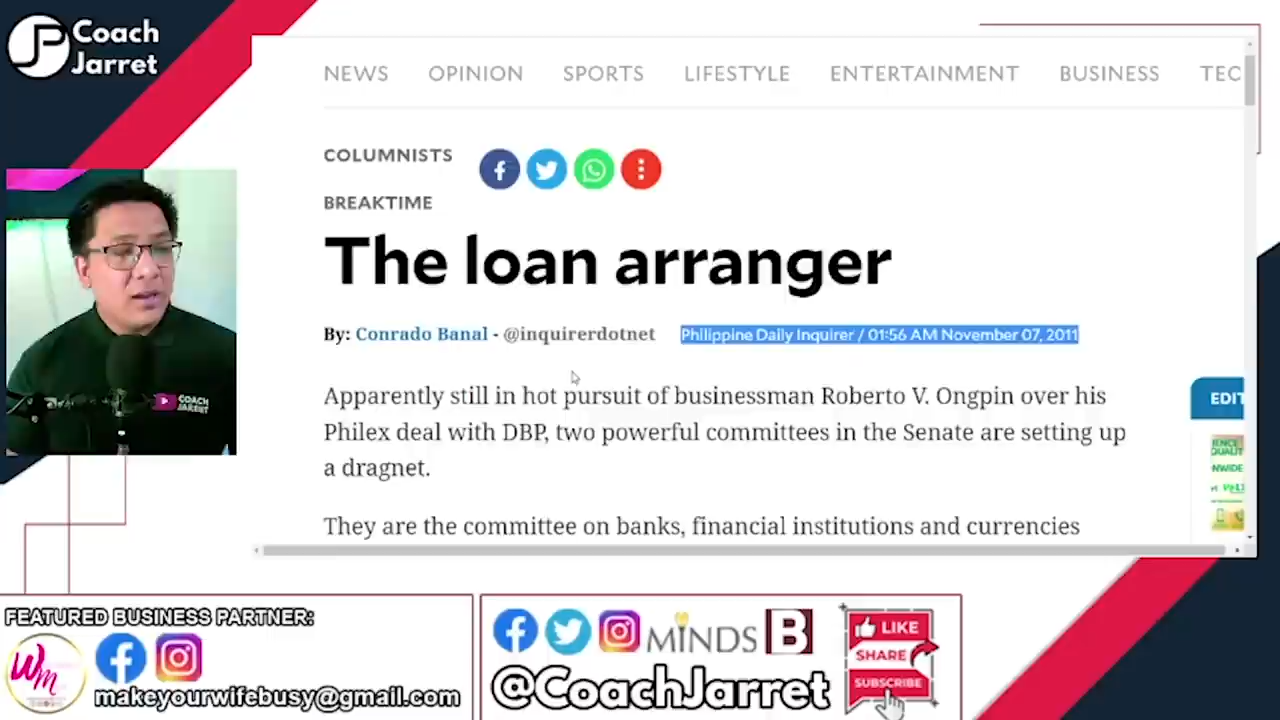 Coach
Jarret
NEWS OPINION SPORTS LIFESTYLE ENTERTAINMENT BUSINESS TEC
COLUMNISTS
BREAKTIME
The loan arranger
By: Conrado Banal - @inquirerdotnet Philippine Daily Inquirer / 01:56 AM November 07, 2011
Apparently still in hot pursuit of businessman Roberto V. Ongpin over his
Philex deal with DBP, two powerful committees in the Senate are setting up
a dragnet.
They are the committee on banks, financial institutions and currencies
EDIT
COACH
JARRET
FEATURED BUSINESS PARTNER:
Wm
makeyourwifebusy@gmail.com
MINDS B
@CoachJarret
LIKE
SHARE
SUBSCRIBE